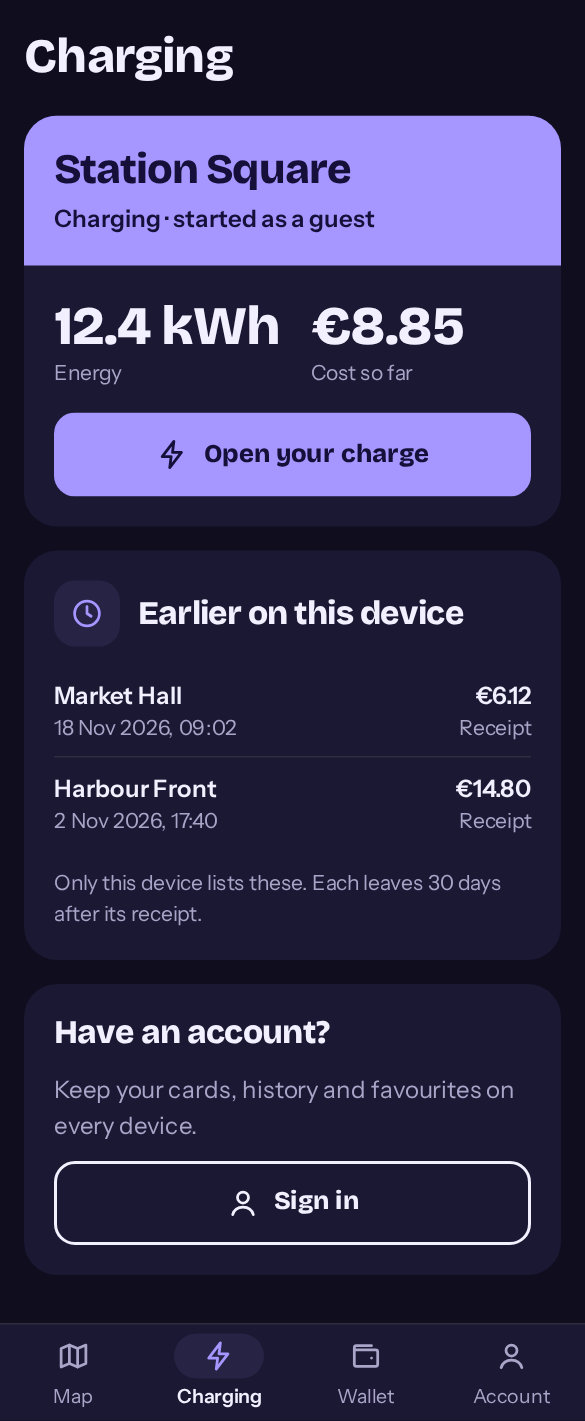 Charging
Station Square
Charging · started as a guest
12.4 kWh
€8.85
Energy
Cost so far
Open your charge
Earlier on this device
Market Hall
€6.12
18 Nov 2026, 09:02
Receipt
Harbour Front
€14.80
2 Nov 2026, 17:40
Receipt
Only this device lists these. Each leaves 30 days
after its receipt.
Have an account?
Keep your cards, history and favourites on
every device.
Sign in
Map
Charging
Wallet
Account